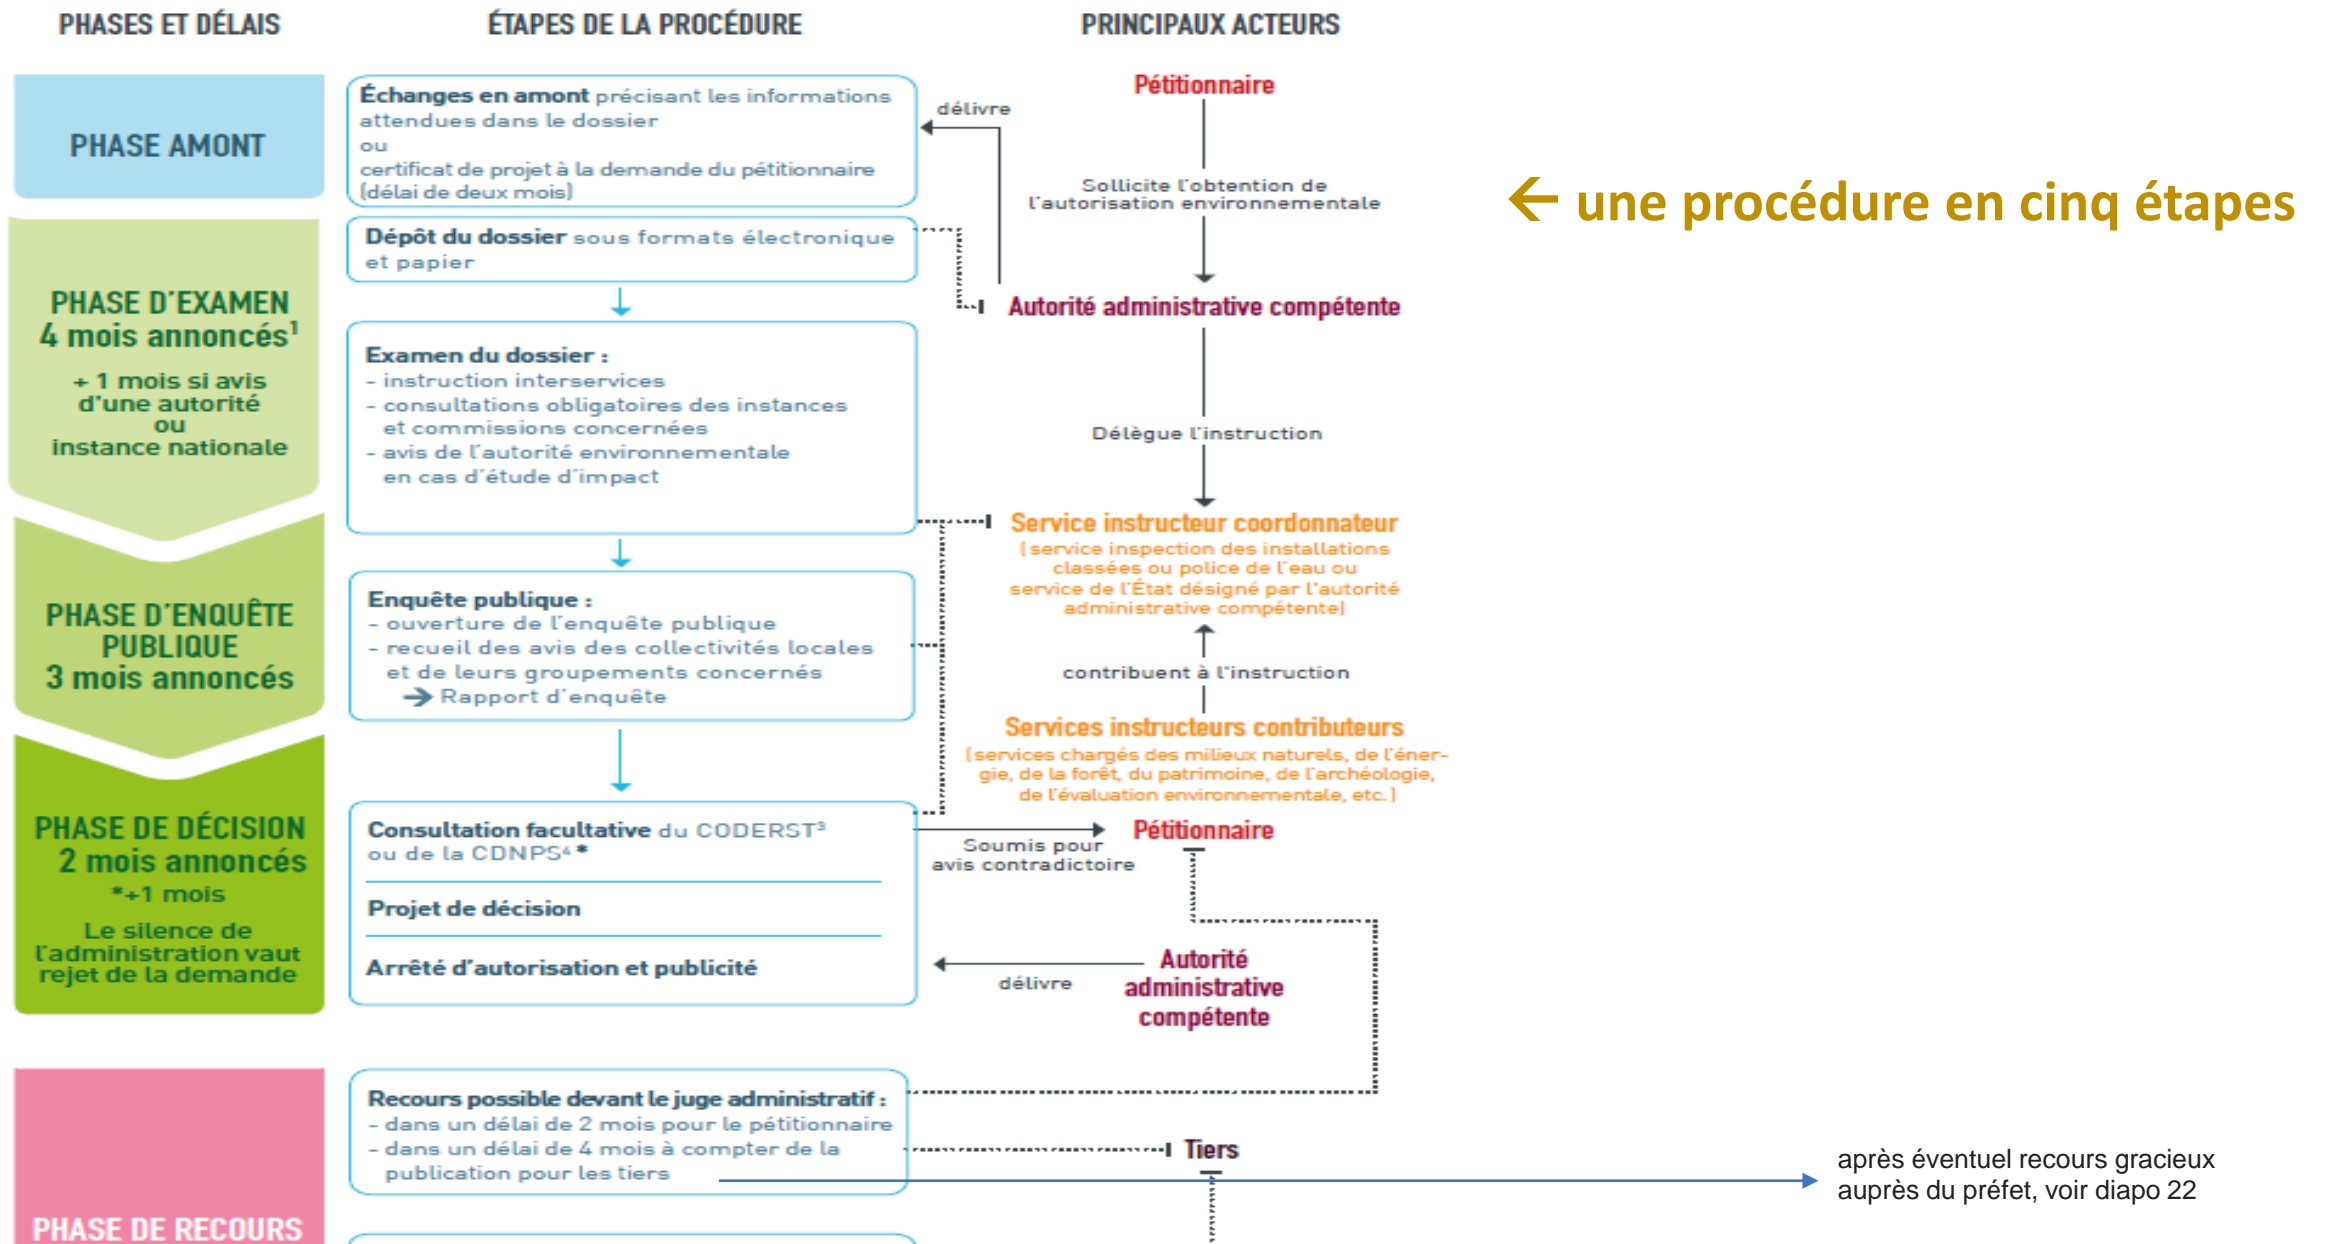 PHASES ET DÉLAIS
ÉTAPES DE LA PROCÉDURE
PRINCIPAUX ACTEURS
PHASE AMONT
Échanges en amont précisant les informations
attendues dans le dossier
ou
certificat de projet à la demande du pétitionnaire
(délai de deux mois)
délivre
Pétitionnaire
Sollicite l'obtention de
l'autorisation environnementale
← une procédure en cinq étapes
PHASE D'EXAMEN
4 mois annoncés¹
+ 1 mois si avis
d'une autorité
ou
instance nationale
Dépôt du dossier sous formats électronique
et papier
Autorité administrative compétente
Examen du dossier :
- instruction interservices
- consultations obligatoires des instances
et commissions concernées
- avis de l'autorité environnementale
en cas d'étude d'impact
Délègue l'instruction
Service instructeur coordonnateur
(service inspection des installations
classées ou police de l'eau ou
service de l'État désigné par l'autorité
administrative compétente)
PHASE D'ENQUÊTE
PUBLIQUE
3 mois annoncés
Enquête publique :
- ouverture de l'enquête publique
- recueil des avis des collectivités locales
et de leurs groupements concernés
→ Rapport d'enquête
contribuent à l'instruction
Services instructeurs contributeurs
(services chargés des milieux naturels, de l'éner-
gie, de la forêt, du patrimoine, de l'archéologie,
de l'évaluation environnementale, etc.)
PHASE DE DÉCISION
2 mois annoncés
*+1 mois
Le silence de
l'administration vaut
rejet de la demande
Consultation facultative du CODERST³
ou de la CDNPS⁴ *
Projet de décision
Arrêté d'autorisation et publicité
Soumis pour
avis contradictoire
Pétitionnaire
délivre
Autorité
administrative
compétente
PHASE DE RECOURS
Recours possible devant le juge administratif :
- dans un délai de 2 mois pour le pétitionnaire
- dans un délai de 4 mois à compter de la
publication pour les tiers
Tiers
après éventuel recours gracieux
auprès du préfet, voir diapo 22